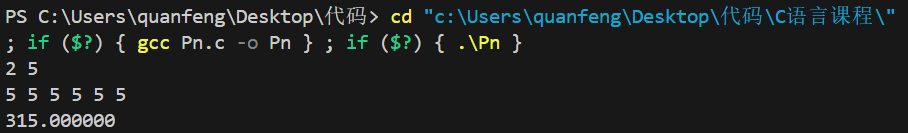 PS C:\Users\quanfeng\Desktop\代码> cd "c:\Users\quanfeng\Desktop\代码\C语言课程\"
; if ($?) { gcc Pn.c -o Pn } ; if ($?) { .\Pn }
2 5
5 5 5 5 5 5
315.000000